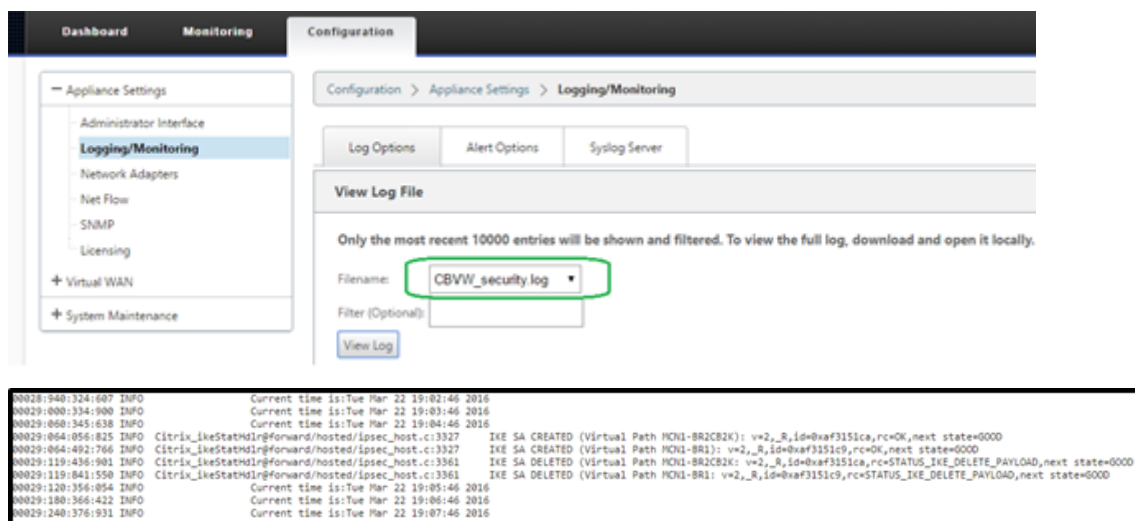 Dashboard Monitoring Configuration
Appliance Settings
Administrator Interface
Logging/Monitoring
Network Adapters
Net Flow
SNMP
Licensing
Virtual WAN
System Maintenance
Configuration > Appliance Settings > Logging/Monitoring
Log Options Alert Options Syslog Server
View Log File
Only the most recent 10000 entries will be shown and filtered. To view the full log, download and open it locally.
Filename: CBVW_security.log
Filter (Optional):
View Log
00028:940:324:607 INFO Current time is:Tue Mar 22 19:02:46 2016
00029:000:334:900 INFO Current time is:Tue Mar 22 19:03:46 2016
00029:060:345:638 INFO Current time is:Tue Mar 22 19:04:46 2016
00029:064:056:825 INFO Citrix_ikeStatHdlr@forward/hosted/ipsec_host.c:3327 IKE SA CREATED (Virtual Path MCN1-BR2CB2K): v=2,_R,id=0xaf3151ca,rc=OK,next state=GOOD
00029:064:492:766 INFO Citrix_ikeStatHdlr@forward/hosted/ipsec_host.c:3327 IKE SA CREATED (Virtual Path MCN1-BR1): v=2,_R,id=0xaf3151c9,rc=OK,next state=GOOD
00029:119:436:901 INFO Citrix_ikeStatHdlr@forward/hosted/ipsec_host.c:3361 IKE SA DELETED (Virtual Path MCN1-BR2CB2K: v=2,_R,id=0xaf3151ca,rc=STATUS_IKE_DELETE_PAYLOAD,next state=GOOD
00029:119:841:550 INFO Citrix_ikeStatHdlr@forward/hosted/ipsec_host.c:3361 IKE SA DELETED (Virtual Path MCN1-BR1: v=2,_R,id=0xaf3151c9,rc=STATUS_IKE_DELETE_PAYLOAD,next state=GOOD
00029:120:356:054 INFO Current time is:Tue Mar 22 19:05:46 2016
00029:180:366:422 INFO Current time is:Tue Mar 22 19:06:46 2016
00029:240:376:931 INFO Current time is:Tue Mar 22 19:07:46 2016